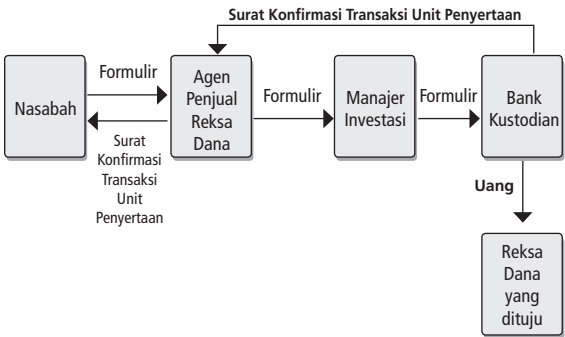 Surat Konfirmasi Transaksi Unit Penyertaan
Nasabah
Formulir
Surat
Konfirmasi
Transaksi
Unit
Penyertaan
Agen
Penjual
Reksa
Dana
Formulir
Manajer
Investasi
Formulir
Bank
Kustodian
Uang
Reksa
Dana
yang
dituju